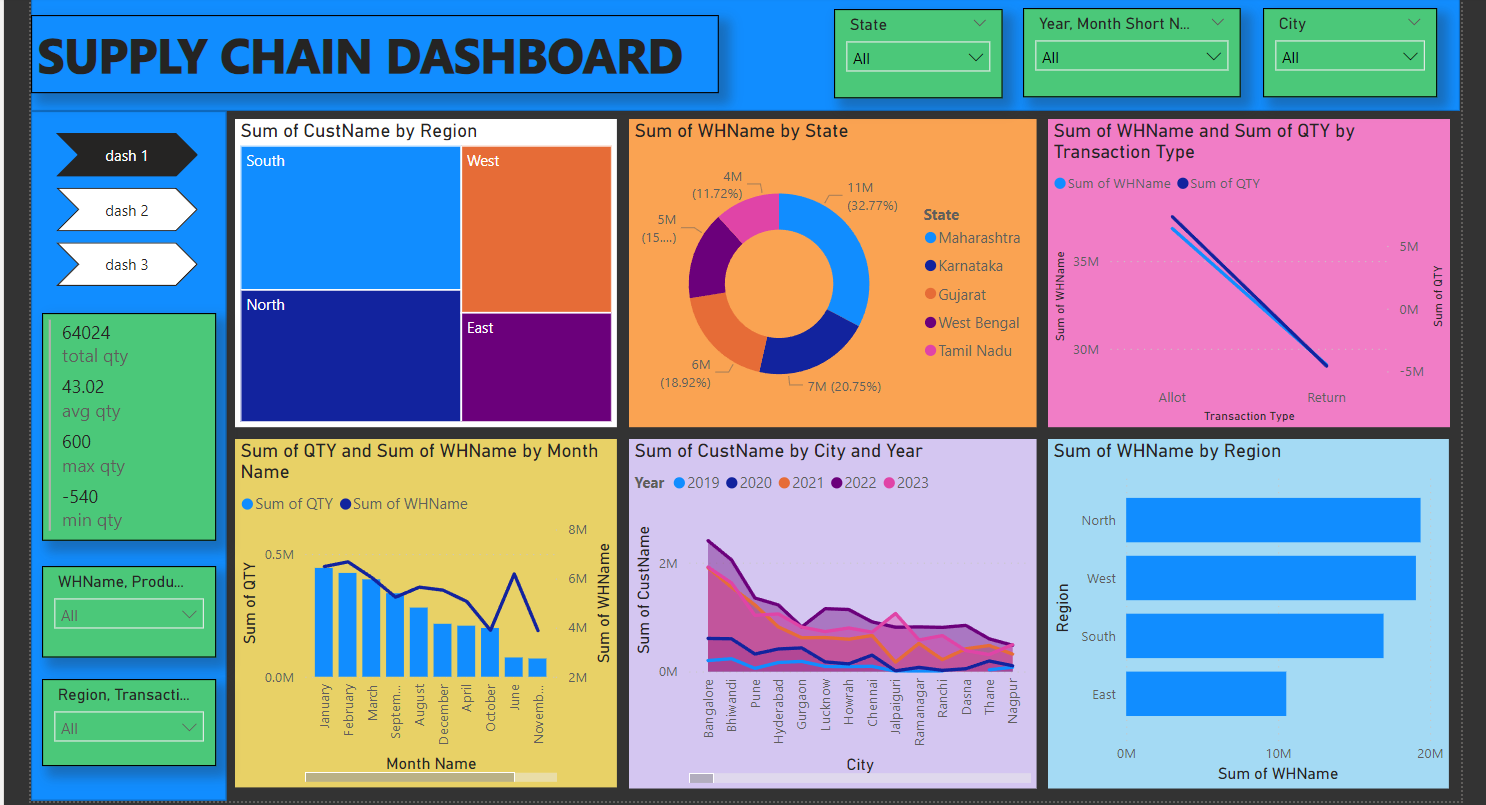 SUPPLY CHAIN DASHBOARD
State
All
Year, Month Short N...
All
City
All
dash 1
dash 2
dash 3
64024
total qty
43.02
avg qty
600
max qty
-540
min qty
WHName, Produ...
All
Region, Transacti...
All
Sum of CustName by Region
South
West
North
East
Sum of WHName by State
4M
(11.72%)
11M
(32.77%)
5M
(15....)
6M
(18.92%)
7M (20.75%)
State
Maharashtra
Karnataka
Gujarat
West Bengal
Tamil Nadu
Sum of WHName and Sum of QTY by
Transaction Type
Sum of WHName
Sum of QTY
Sum of WHName
35M
30M
5M
0M
-5M
Sum of QTY
Allot
Return
Transaction Type
Sum of QTY and Sum of WHName by Month
Name
Sum of QTY
Sum of WHName
Sum of QTY
0.5M
0.0M
8M
6M
4M
2M
Sum of WHName
January
February
March
Septem...
August
December
April
October
June
Novemb...
Month Name
Sum of CustName by City and Year
Year
2019
2020
2021
2022
2023
Sum of CustName
2M
0M
Bangalore
Bhiwandi
Pune
Hyderabad
Gurgaon
Lucknow
Howrah
Chennai
Jalpaiguri
Ramanagar
Ranchi
Dasna
Thane
Nagpur
City
Sum of WHName by Region
Region
North
West
South
East
0M
10M
20M
Sum of WHName